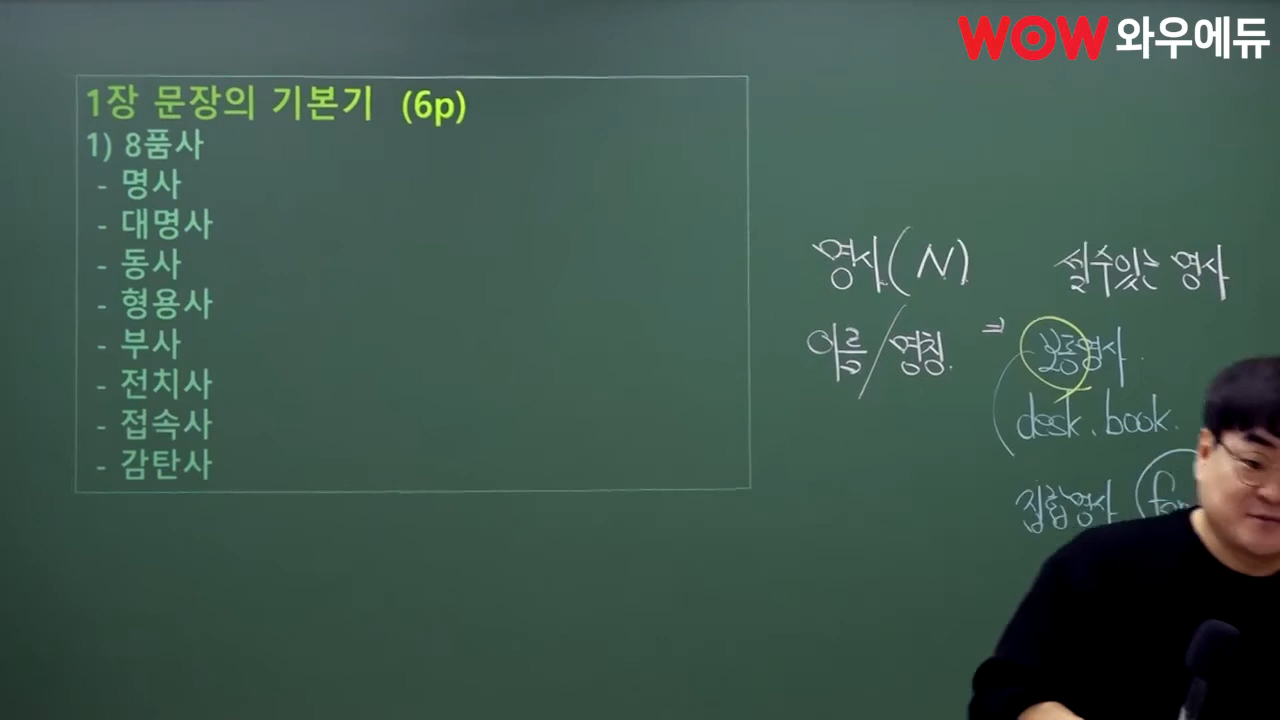 WOW 와우에듀
1장 문장의 기본기 (6p)
1) 8품사
- 명사
- 대명사
- 동사
- 형용사
- 부사
- 전치사
- 접속사
- 감탄사
명사(N) 셀수있는 명사
이름/명칭. ⇒ 보통명사.
desk. book.
집합명사